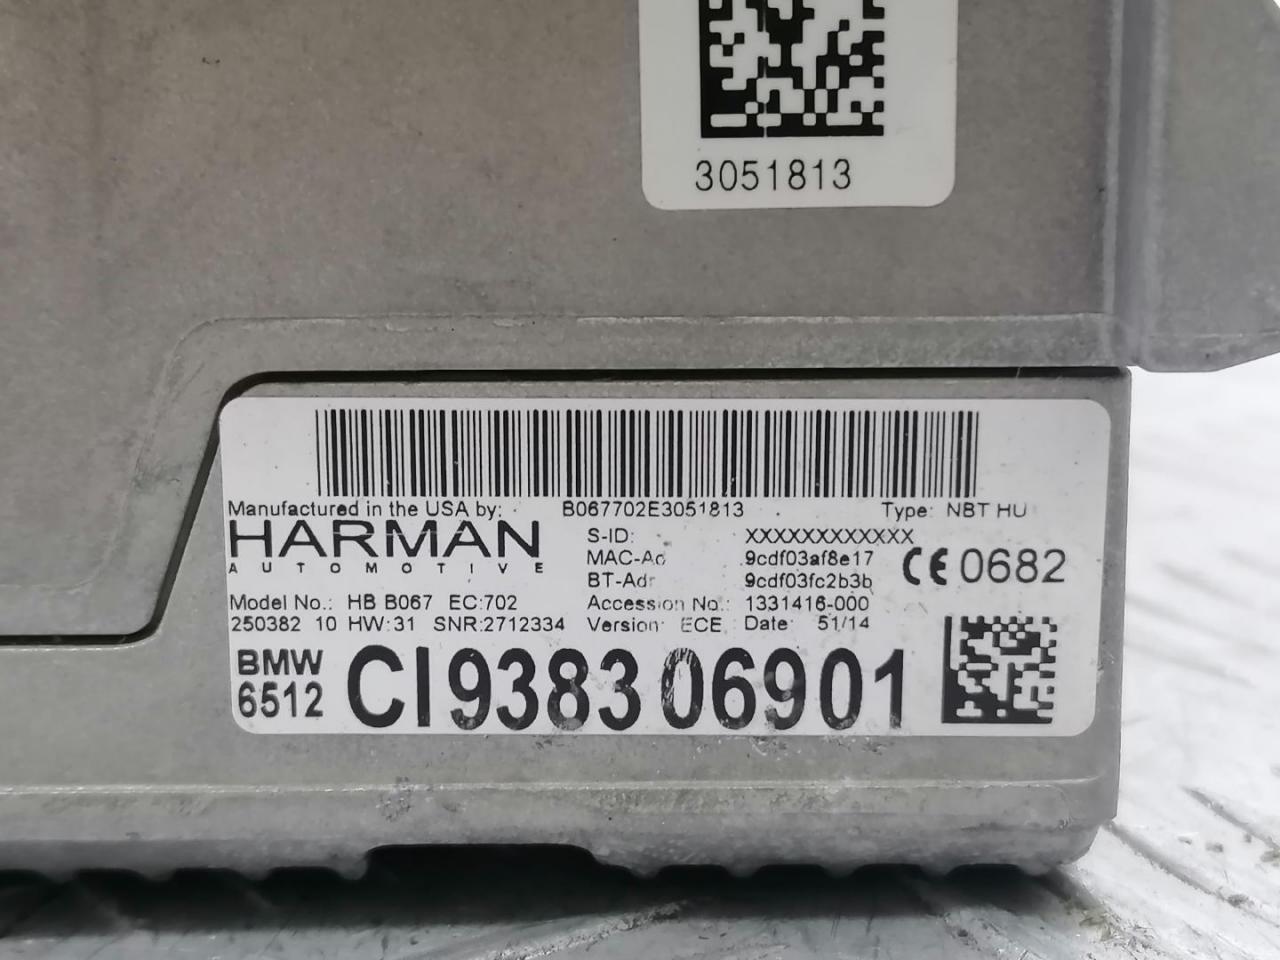 3051813
Manufactured in the USA by: B067702E3051813 Type: NBT HU
HARMAN
AUTOMOTIVE
S-ID: XXXXXXXXXXXX
MAC-Ad 9cdf03af8e17
BT-Adr 9cdf03fc2b3b
CE 0682
Model No.: HB B067 EC:702 Accession No.: 1331416-000
250382 10 HW:31 SNR:2712334 Version: ECE Date: 51/14
BMW
6512
CI 9383 06901